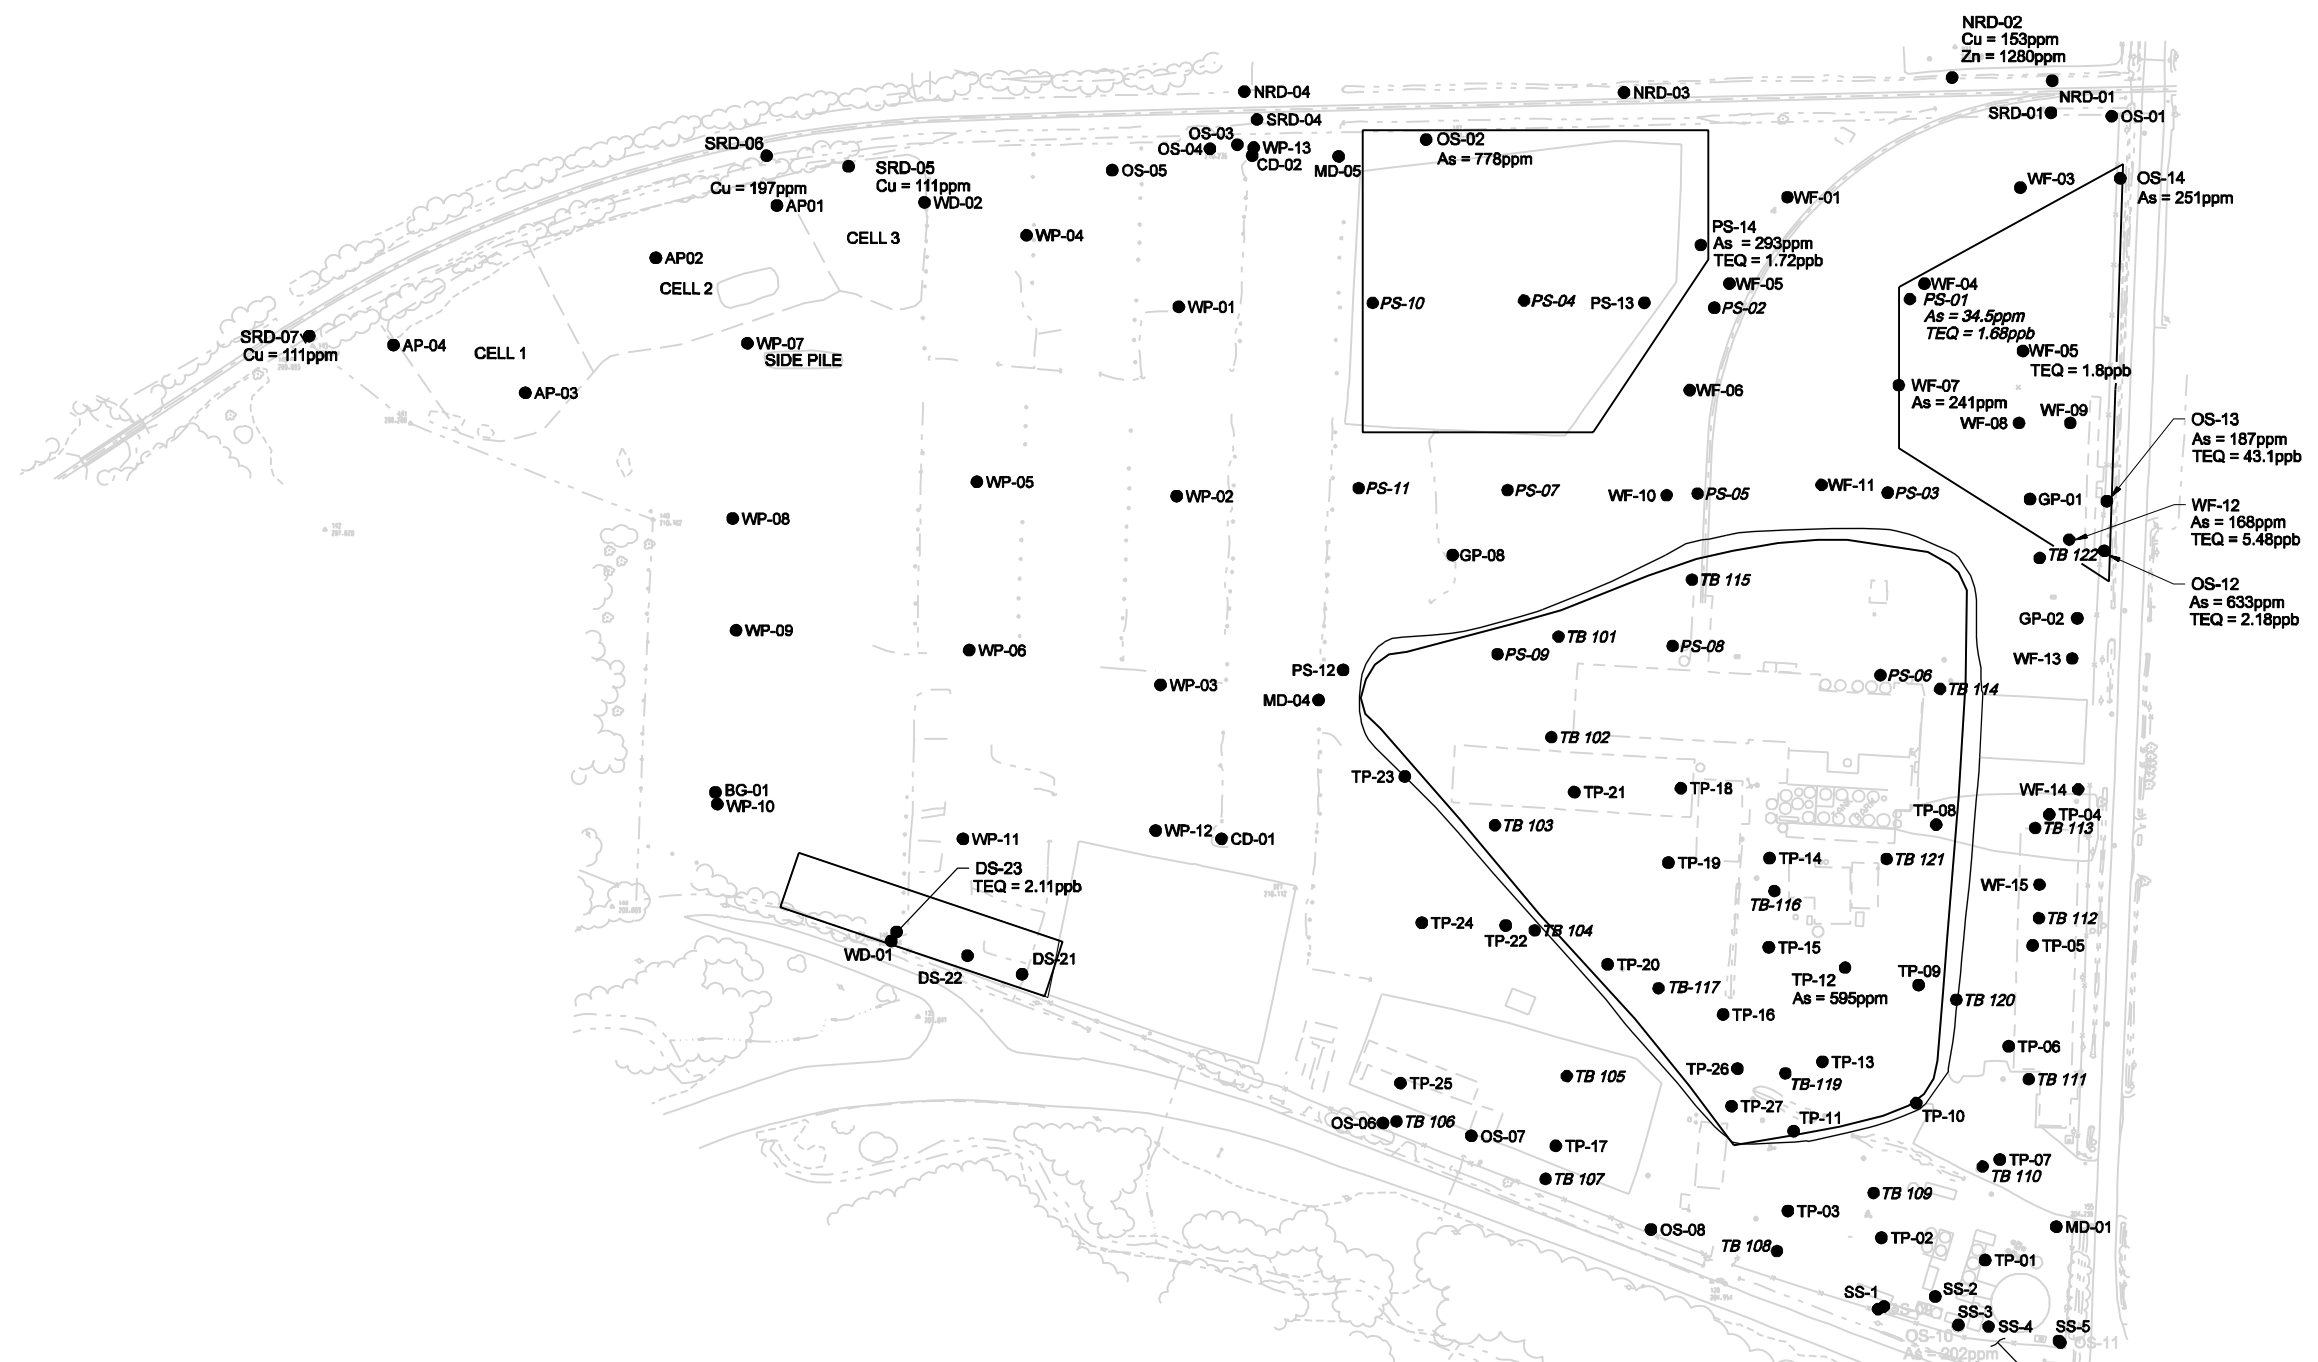 NRD-02
Cu = 153ppm
Zn = 1280ppm
NRD-04
NRD-03
NRD-01
SRD-04
SRD-01
OS-01
OS-03
OS-04
WP-13
CD-02
MD-05
OS-02
As = 778ppm
SRD-06
SRD-05
Cu = 111ppm
Cu = 197ppm
AP01
WD-02
OS-05
OS-14
As = 251ppm
WF-03
WF-01
CELL 3
WP-04
PS-14
As = 293ppm
TEQ = 1.72ppb
AP02
CELL 2
WF-05
WF-04
PS-01
As = 34.5ppm
TEQ = 1.68ppb
PS-10
PS-04
PS-13
PS-02
WP-01
SRD-07
Cu = 111ppm
AP-04
CELL 1
WP-07
SIDE PILE
WF-05
TEQ = 1.8ppb
AP-03
WF-06
WF-07
As = 241ppm
WF-08
WF-09
OS-13
As = 187ppm
TEQ = 43.1ppb
WP-05
WP-02
PS-11
PS-07
WF-10
PS-05
WF-11
PS-03
GP-01
WF-12
As = 168ppm
TEQ = 5.48ppb
WP-08
GP-08
TB 122
TB 115
OS-12
As = 633ppm
TEQ = 2.18ppb
GP-02
WP-09
WP-06
TB 101
PS-09
PS-08
WF-13
PS-12
PS-06
TB 114
WP-03
MD-04
TB 102
TP-23
TP-21
TP-18
WF-14
BG-01
WP-10
TP-08
TP-04
TB 113
TB 103
WP-12
CD-01
WP-11
TP-19
TP-14
TB 121
DS-23
TEQ = 2.11ppb
WF-15
TB-116
TP-24
TP-22
TB 104
TB 112
WD-01
TP-15
TP-05
DS-21
DS-22
TP-20
TP-12
As = 595ppm
TP-09
TB-117
TB 120
TP-16
TP-06
TP-26
TP-13
TB-119
TB 105
TP-25
TB 111
TP-27
TP-11
TP-10
OS-06
TB 106
OS-07
TP-17
TP-07
TB 110
TB 107
TB 109
TP-03
OS-08
TP-02
MD-01
TB 108
TP-01
SS-1
SS-2
SS-3
SS-4
SS-5
OS-09
OS-10
OS-11
As = 202ppm